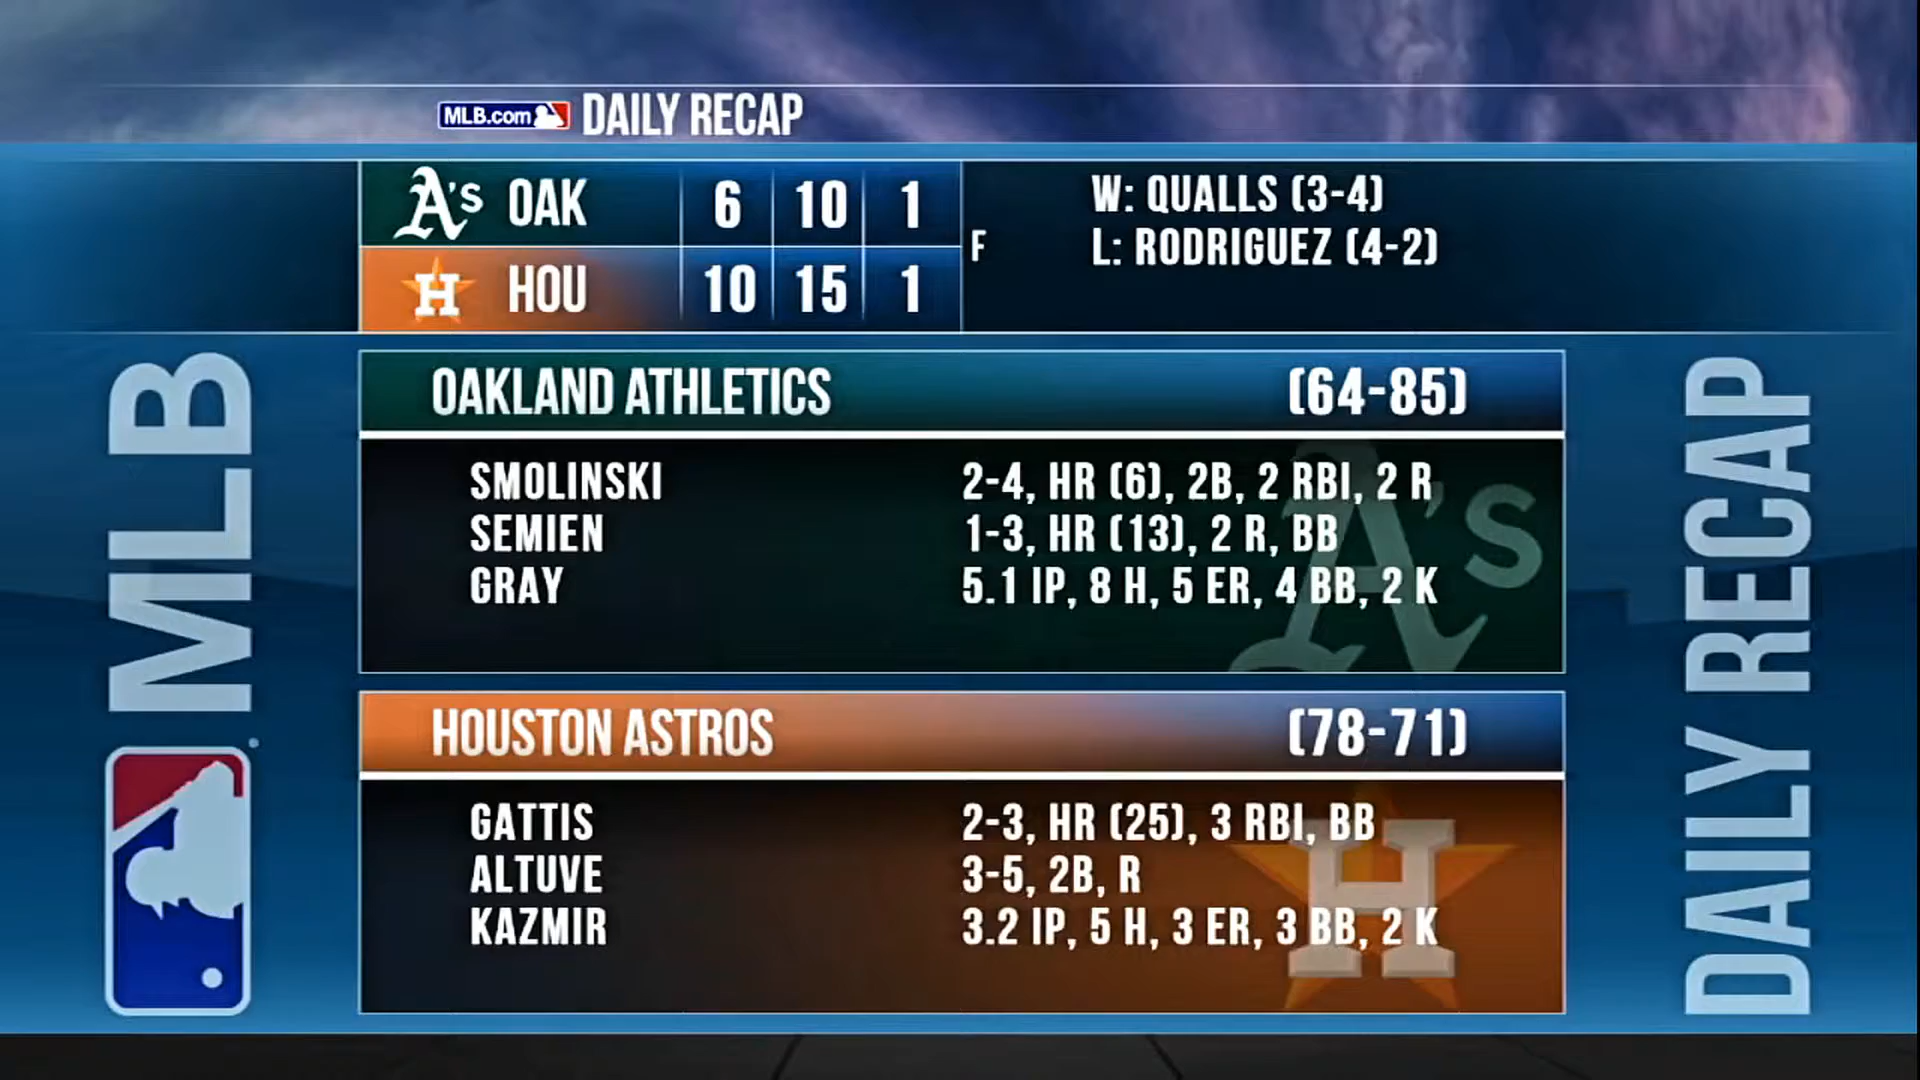 MLB.com DAILY RECAP
A's OAK 6 10 1
H HOU 10 15 1
F
W: QUALLS (3-4)
L: RODRIGUEZ (4-2)
OAKLAND ATHLETICS (64-85)
SMOLINSKI 2-4, HR (6), 2B, 2 RBI, 2 R
SEMIEN 1-3, HR (13), 2 R, BB
GRAY 5.1 IP, 8 H, 5 ER, 4 BB, 2 K
A's
HOUSTON ASTROS (78-71)
GATTIS 2-3, HR (25), 3 RBI, BB
ALTUVE 3-5, 2B, R
KAZMIR 3.2 IP, 5 H, 3 ER, 3 BB, 2 K
H
MLB
DAILY RECAP